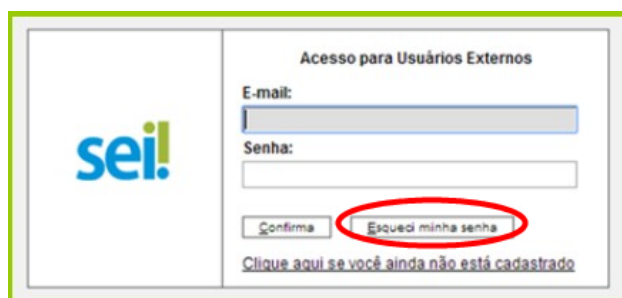 sei!
Acesso para Usuários Externos
E-mail:
Senha:
Confirma
Esqueci minha senha
Clique aqui se você ainda não está cadastrado